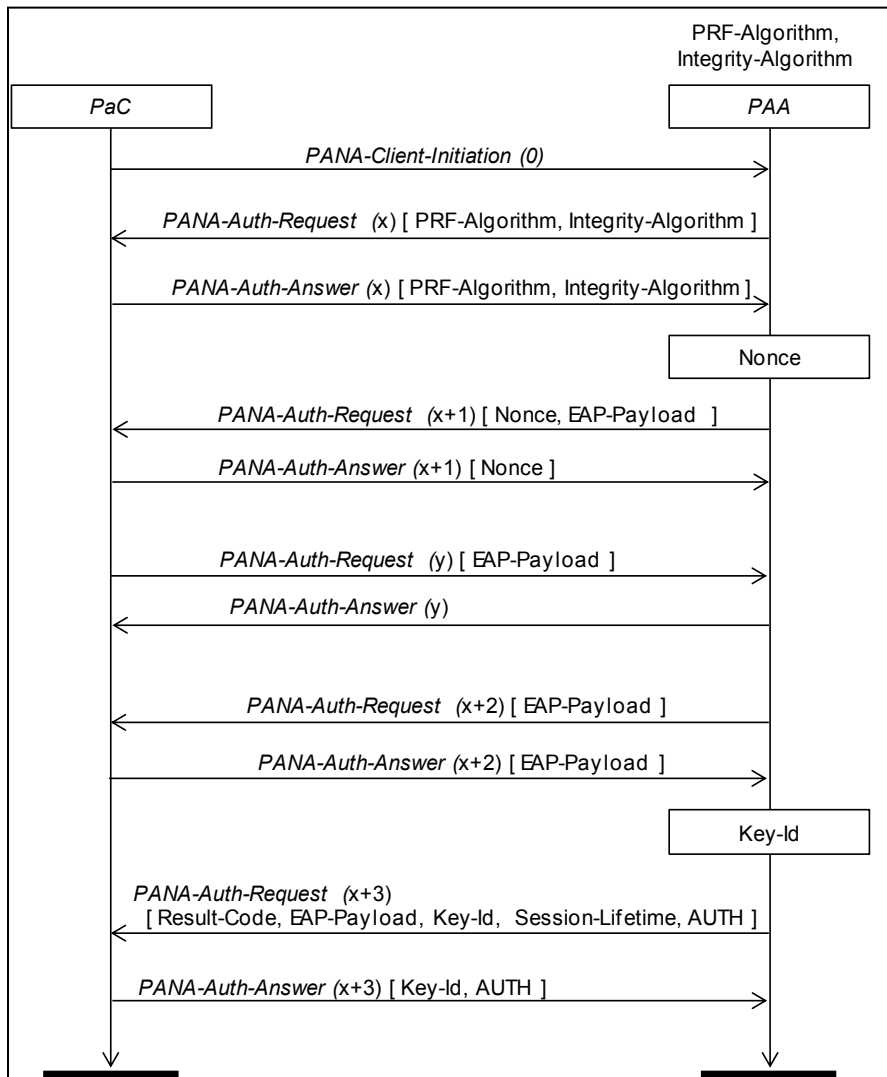 PRF-Algorithm,
Integrity-Algorithm
PaC
PAA
PANA-Client-Initiation (0)
PANA-Auth-Request (x) [ PRF-Algorithm, Integrity-Algorithm ]
PANA-Auth-Answer (x) [ PRF-Algorithm, Integrity-Algorithm ]
Nonce
PANA-Auth-Request (x+1) [ Nonce, EAP-Payload ]
PANA-Auth-Answer (x+1) [ Nonce ]
PANA-Auth-Request (y) [ EAP-Payload ]
PANA-Auth-Answer (y)
PANA-Auth-Request (x+2) [ EAP-Payload ]
PANA-Auth-Answer (x+2) [ EAP-Payload ]
Key-Id
PANA-Auth-Request (x+3)
[ Result-Code, EAP-Payload, Key-Id, Session-Lifetime, AUTH ]
PANA-Auth-Answer (x+3) [ Key-Id, AUTH ]